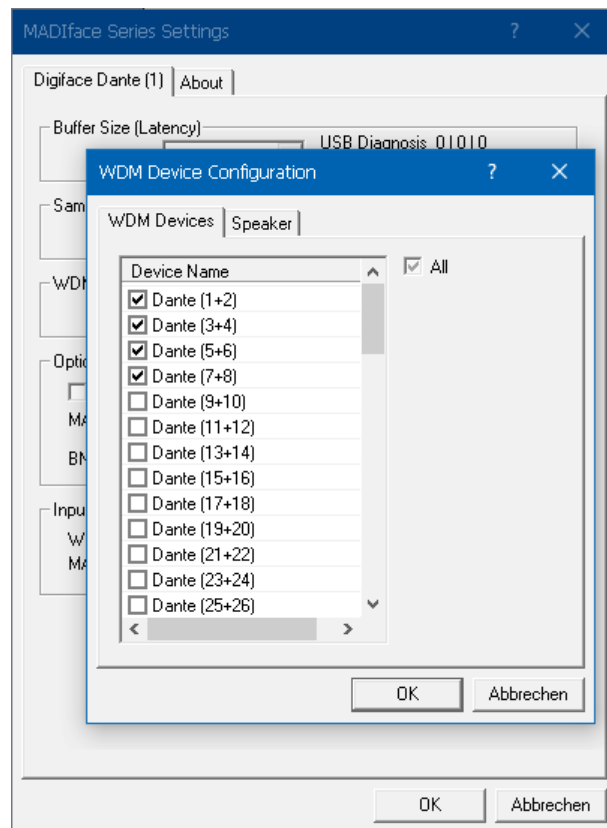 MADIface Series Settings
Digiface Dante (1) About
Buffer Size (Latency)
USB Diagnosis 0 | 0 | 0
WDM Device Configuration
WDM Devices Speaker
Device Name
All
Dante (1+2)
Dante (3+4)
Dante (5+6)
Dante (7+8)
Dante (9+10)
Dante (11+12)
Dante (13+14)
Dante (15+16)
Dante (17+18)
Dante (19+20)
Dante (21+22)
Dante (23+24)
Dante (25+26)
OK Abbrechen
OK Abbrechen